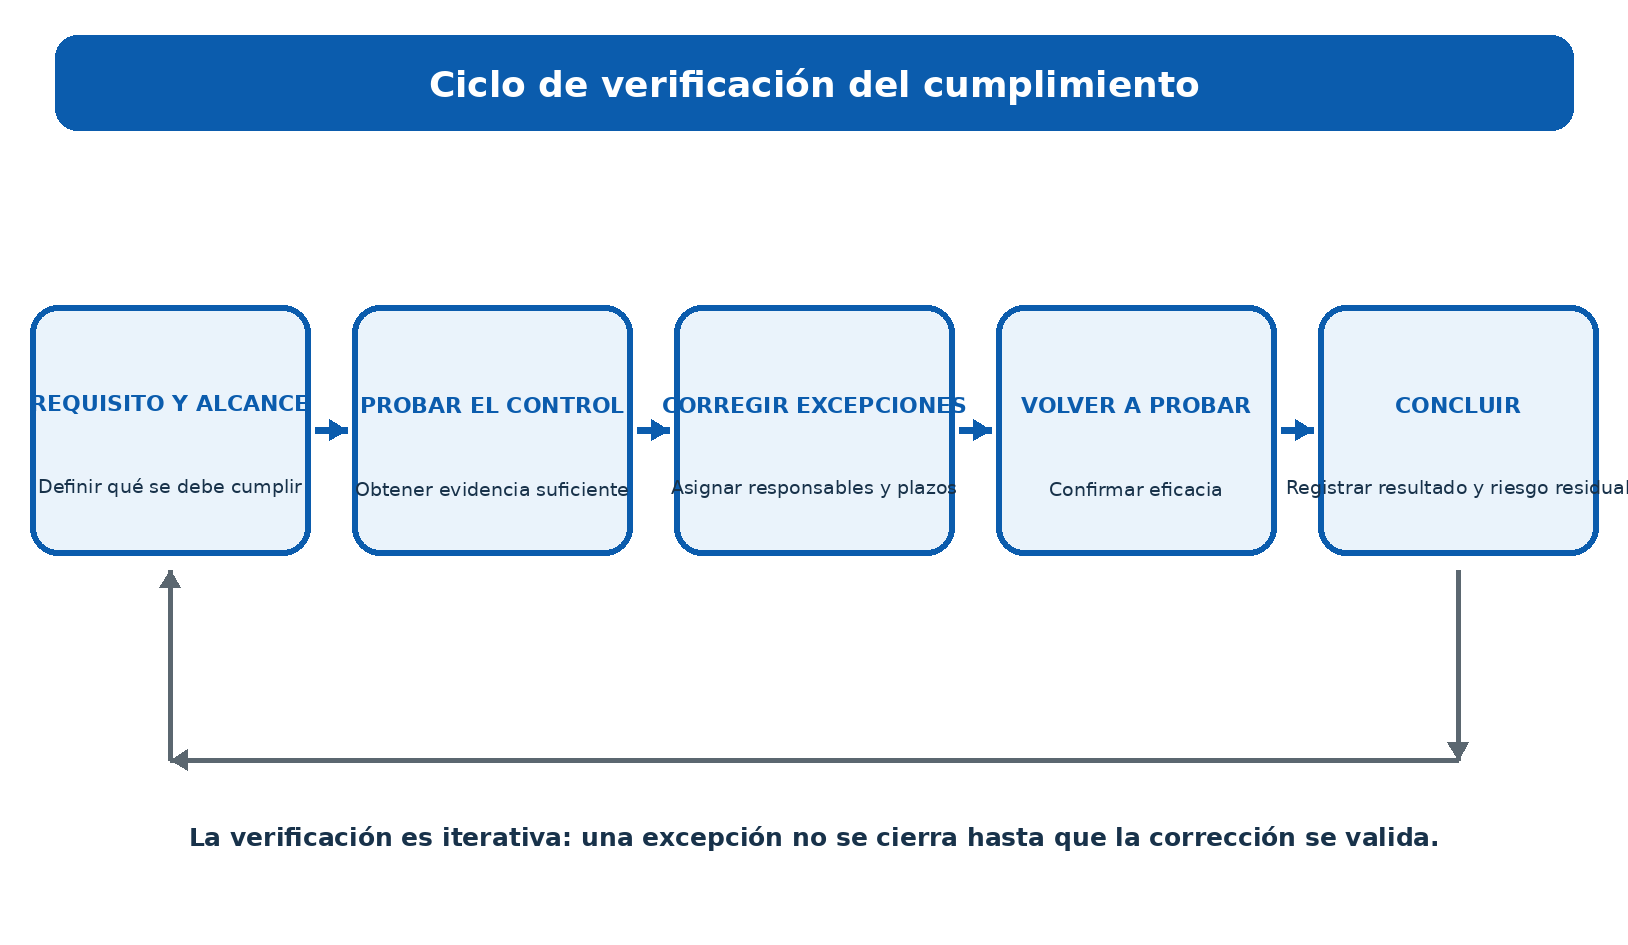 Ciclo de verificación del cumplimiento
REQUISITO Y ALCANCE
Definir qué se debe cumplir
PROBAR EL CONTROL
Obtener evidencia suficiente
CORREGIR EXCEPCIONES
Asignar responsables y plazos
VOLVER A PROBAR
Confirmar eficacia
CONCLUIR
Registrar resultado y riesgo residual
La verificación es iterativa: una excepción no se cierra hasta que la corrección se valida.